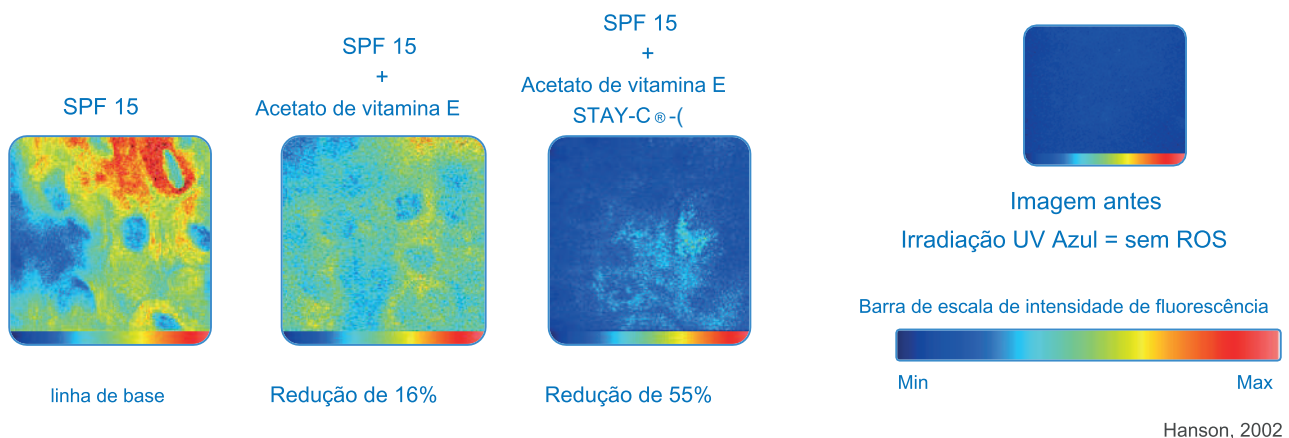 SPF 15
linha de base
SPF 15
+
Acetato de vitamina E
Redução de 16%
SPF 15
+
Acetato de vitamina E
STAY-C ® -(
Redução de 55%
Imagem antes
Irradiação UV Azul = sem ROS
Barra de escala de intensidade de fluorescência
Min
Max
Hanson, 2002